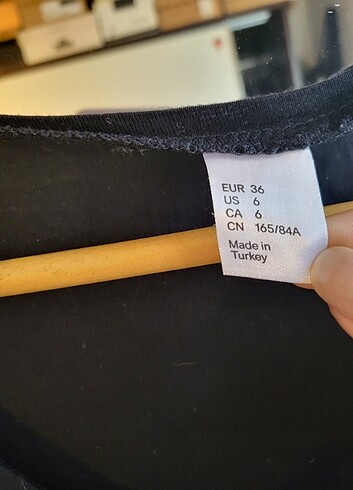 EUR 36
US 6
CA 6
CN 165/84A
Made in
Turkey